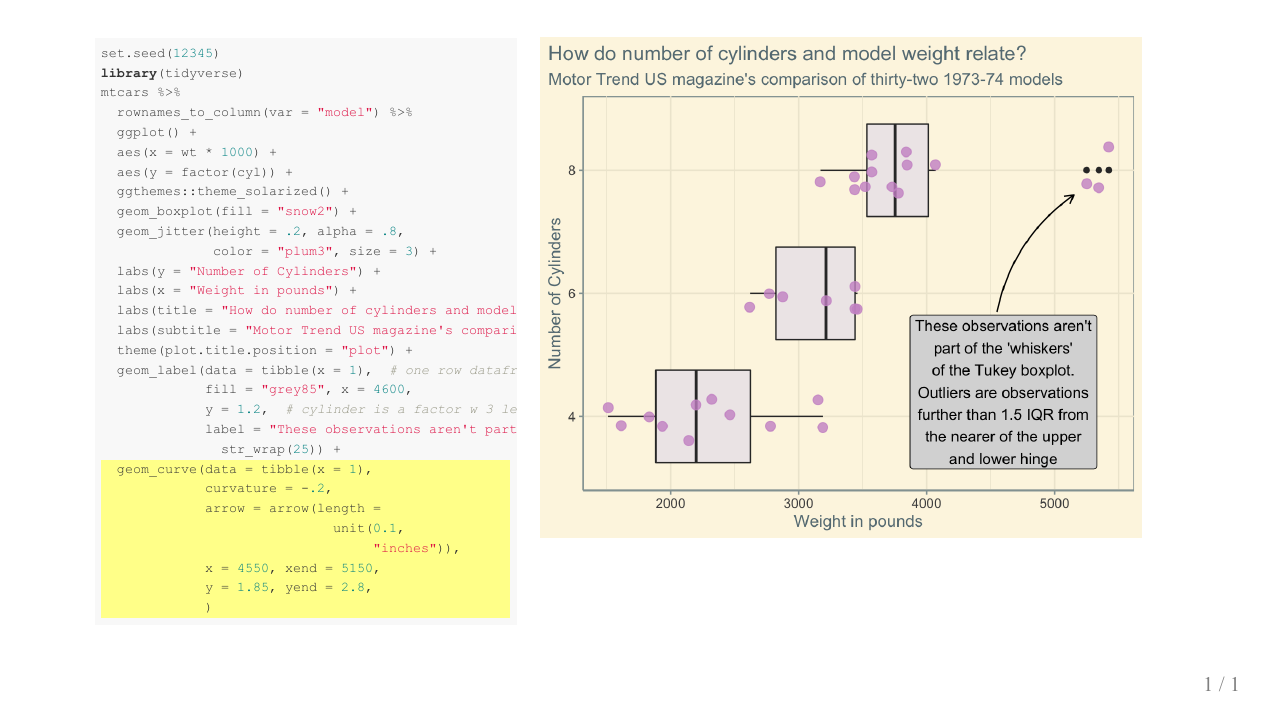 set.seed(12345)
library(tidyverse)
mtcars %>%
  rownames_to_column(var = "model") %>%
  ggplot() +
  aes(x = wt * 1000) +
  aes(y = factor(cyl)) +
  ggthemes::theme_solarized() +
  geom_boxplot(fill = "snow2") +
  geom_jitter(height = .2, alpha = .8,
              color = "plum3", size = 3) +
  labs(y = "Number of Cylinders") +
  labs(x = "Weight in pounds") +
  labs(title = "How do number of cylinders and model
  labs(subtitle = "Motor Trend US magazine's compari
  theme(plot.title.position = "plot") +
  geom_label(data = tibble(x = 1),  # one row datafr
             fill = "grey85", x = 4600,
             y = 1.2,  # cylinder is a factor w 3 le
             label = "These observations aren't part
               str_wrap(25)) +
  geom_curve(data = tibble(x = 1),
             curvature = -.2,
             arrow = arrow(length =
                             unit(0.1,
                                  "inches")),
             x = 4550, xend = 5150,
             y = 1.85, yend = 2.8,
             )
How do number of cylinders and model weight relate?
Motor Trend US magazine's comparison of thirty-two 1973-74 models
Number of Cylinders
8
6
4
These observations aren't
part of the 'whiskers'
of the Tukey boxplot.
Outliers are observations
further than 1.5 IQR from
the nearer of the upper
and lower hinge
2000 3000 4000 5000
Weight in pounds
1 / 1